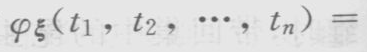 φξ(t₁, t₂, ⋯, tₙ) =